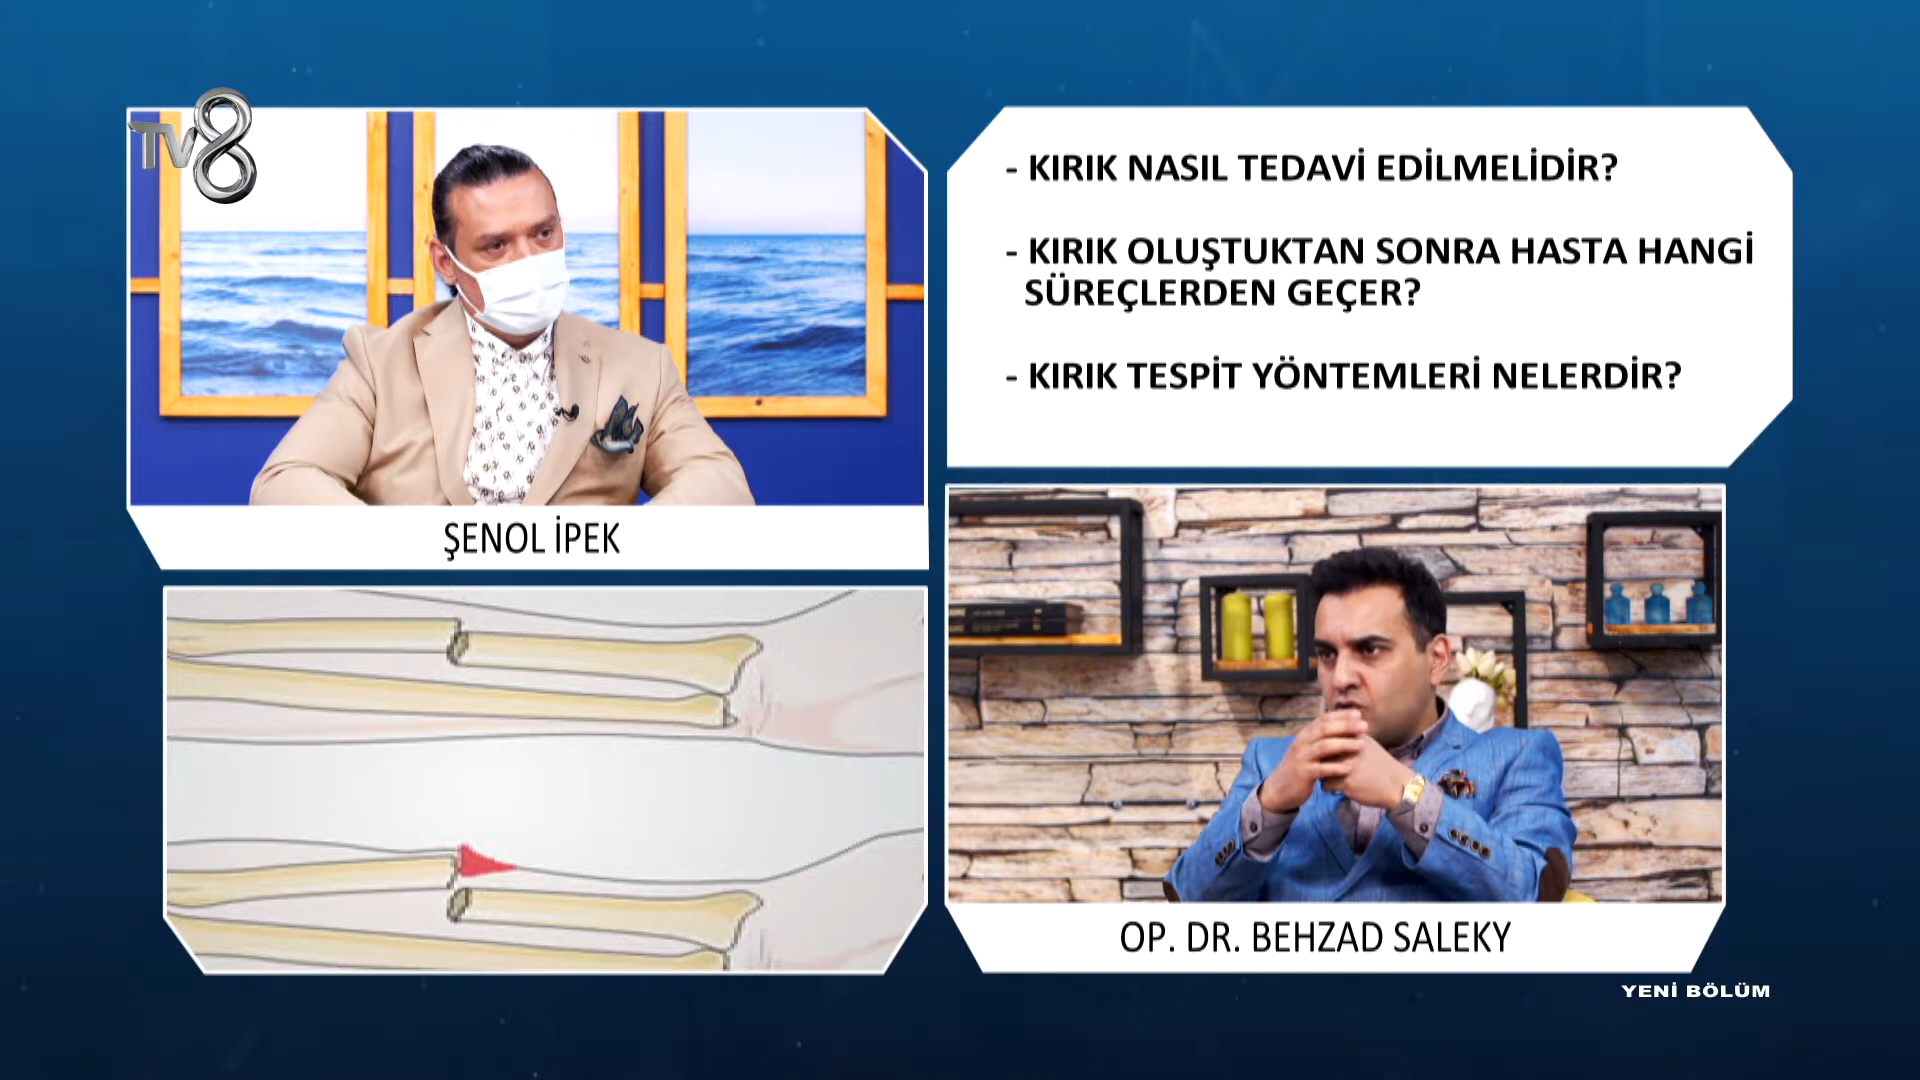 TV8
- KIRIK NASIL TEDAVİ EDİLMELİDİR?
- KIRIK OLUŞTUKTAN SONRA HASTA HANGİ
SÜREÇLERDEN GEÇER?
- KIRIK TESPİT YÖNTEMLERİ NELERDİR?
ŞENOL İPEK
OP. DR. BEHZAD SALEKY
YENİ BÖLÜM